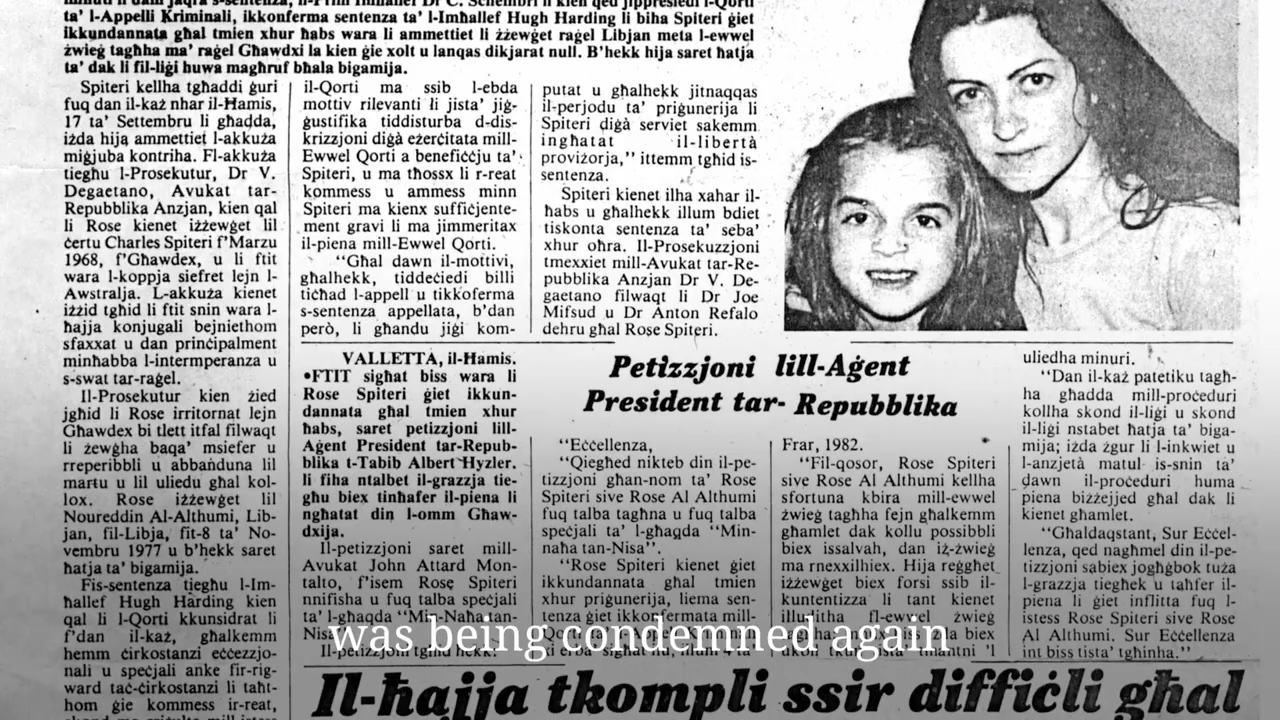 ta' l-Appelli Kriminali, ikkonferma sentenza ta' l-Imħallef Hugh Harding li biha Spiteri ġiet
ikkundannata għal tmien xhur ħabs wara li ammettiet li żżewġet raġel Libjan meta l-ewwel
żwieġ tagħha ma' raġel Għawdxi la kien ġie xolt u lanqas dikjarat null. B'hekk hija saret ħatja
ta' dak li fil-liġi huwa magħruf bħala bigamija.
Spiteri kellha tgħaddi ġuri
fuq dan il-każ nhar il-Ħamis,
17 ta' Settembru li għadda,
iżda hija ammettiet l-akkuża
miġjuba kontriha. Fl-akkuża
tiegħu l-Prosekutur, Dr V.
Degaetano, Avukat tar-
Repubblika Anzjan, kien qal
li Rose kienet iżżewġet lil
ċertu Charles Spiteri f'Marzu
1968, f'Għawdex, u li ftit
wara l-koppja siefret lejn l-
Awstralja. L-akkuża kienet
iżżid tgħid li ftit snin wara l-
ħajja konjugali bejniethom
sfaxxat u dan prinċipalment
minħabba l-intermperanza u
s-swat tar-raġel.
Il-Prosekutur kien żied
jgħid li Rose irritornat lejn
Għawdex bi tlett itfal filwaqt
li żewġha baqa' msiefer u
rreperibbli u abbanduna lil
martu u lil uliedu għal kol-
lox. Rose iżżewġet lil
Noureddin Al-Althumi, Lib-
jan, fil-Libja, fit-8 ta' No-
vembru 1977 u b'hekk saret
ħatja ta' bigamija.
Fis-sentenza tiegħu l-Im-
ħallef Hugh Harding kien
qal li l-Qorti kkunsidrat li
f'dan il-każ, għalkemm
hemm ċirkostanzi eċċezzjo-
nali u speċjali anke fir-rig-
ward taċ-ċirkostanzi li taħt-
hom ġie kommess ir-reat,
il-Qorti ma ssib l-ebda
motiv rilevanti li jista' jiġ-
ġustifika tiddisturba d-dis-
krizzjoni diġà eżerċitata mill-
Ewwel Qorti a benefiċċju ta'
Spiteri, u ma tħossx li r-reat
kommess u ammess minn
Spiteri ma kienx suffiċjente-
ment gravi li ma jimmeritax
il-piena mill-Ewwel Qorti.
"Għal dawn il-mottivi,
għalhekk, tiddeċiedi billi
tiċħad l-appell u tikkoferma
s-sentenza appellata, b'dan
però, li għandu jiġi kom-
putat u għalhekk jitnaqqas
il-perjodu ta' priġunerija li
Spiteri diġà serviet sakemm
ingħatat il-libertà
proviżorja," ittemm tgħid is-
sentenza.
Spiteri kienet ilha xahar il-
ħabs u għalhekk illum bdiet
tiskonta sentenza ta' seba'
xhur oħra. Il-Prosekuzzjoni
tmexxiet mill-Avukat tar-Re-
pubblika Anzjan Dr V. De-
gaetano filwaqt li Dr Joe
Mifsud u Dr Anton Refalo
dehru għal Rose Spiteri.
Petizzjoni lill-Aġent
President tar- Repubblika
VALLETTA, il-Ħamis.
•FTIT sigħat biss wara li
Rose Spiteri ġiet ikkun-
dannata għal tmien xhur
ħabs, saret petizzjoni lill-
Aġent President tar-Repub-
blika t-Tabib Albert Hyzler.
li fiha ntalbet il-grazzja tie-
għu biex tinħafer il-piena li
ngħatat din l-omm Għaw-
dxija.
Il-petizzjoni saret mill-
Avukat John Attard Mon-
talto, f'isem Rose Spiteri
nnifisha u fuq talba speċjali
ta' l-għaqda "Min-Naħa tan-
"Eċċellenza,
"Qiegħed nikteb din il-pe-
tizzjoni għan-nom ta' Rose
Spiteri sive Rose Al Althumi
fuq talba tagħha u fuq talba
speċjali ta' l-għaqda "Min-
naħa tan-Nisa".
"Rose Spiteri kienet ġiet
ikkundannata għal tmien
xhur priġunerija, liema sen-
tenza ġiet ikkofermata mill-
Frar, 1982.
"Fil-qosor, Rose Spiteri
sive Rose Al Althumi kellha
sfortuna kbira mill-ewwel
żwieġ tagħha fejn għalkemm
għamlet dak kollu possibbli
biex issalvah, dan iż-żwieġ
ma rnexxilhiex. Hija reġgħet
iżżewġet biex forsi ssib il-
kuntentizza li tant kienet
uliedha minuri.
"Dan il-każ patetiku tagħ-
ha għadda mill-proċeduri
kollha skond il-liġi u skond
il-liġi nstabet ħatja ta' biga-
mija; iżda żgur li l-inkwiet u
l-anzjetà matul is-snin ta'
dawn il-proċeduri huma
piena biżżejjed għal dak li
kienet għamlet.
"Għaldaqstant, Sur Eċċel-
lenza, qed nagħmel din il-pe-
tizzjoni sabiex jogħġbok tuża
l-grazzja tiegħek u taħfer il-
piena li ġiet inflitta fuq l-
istess Rose Spiteri sive Rose
Al Althumi. Sur Eċċellenza
int biss tista' tgħinha."
was being condemned again
Il-ħajja tkompli ssir diffiċli għal